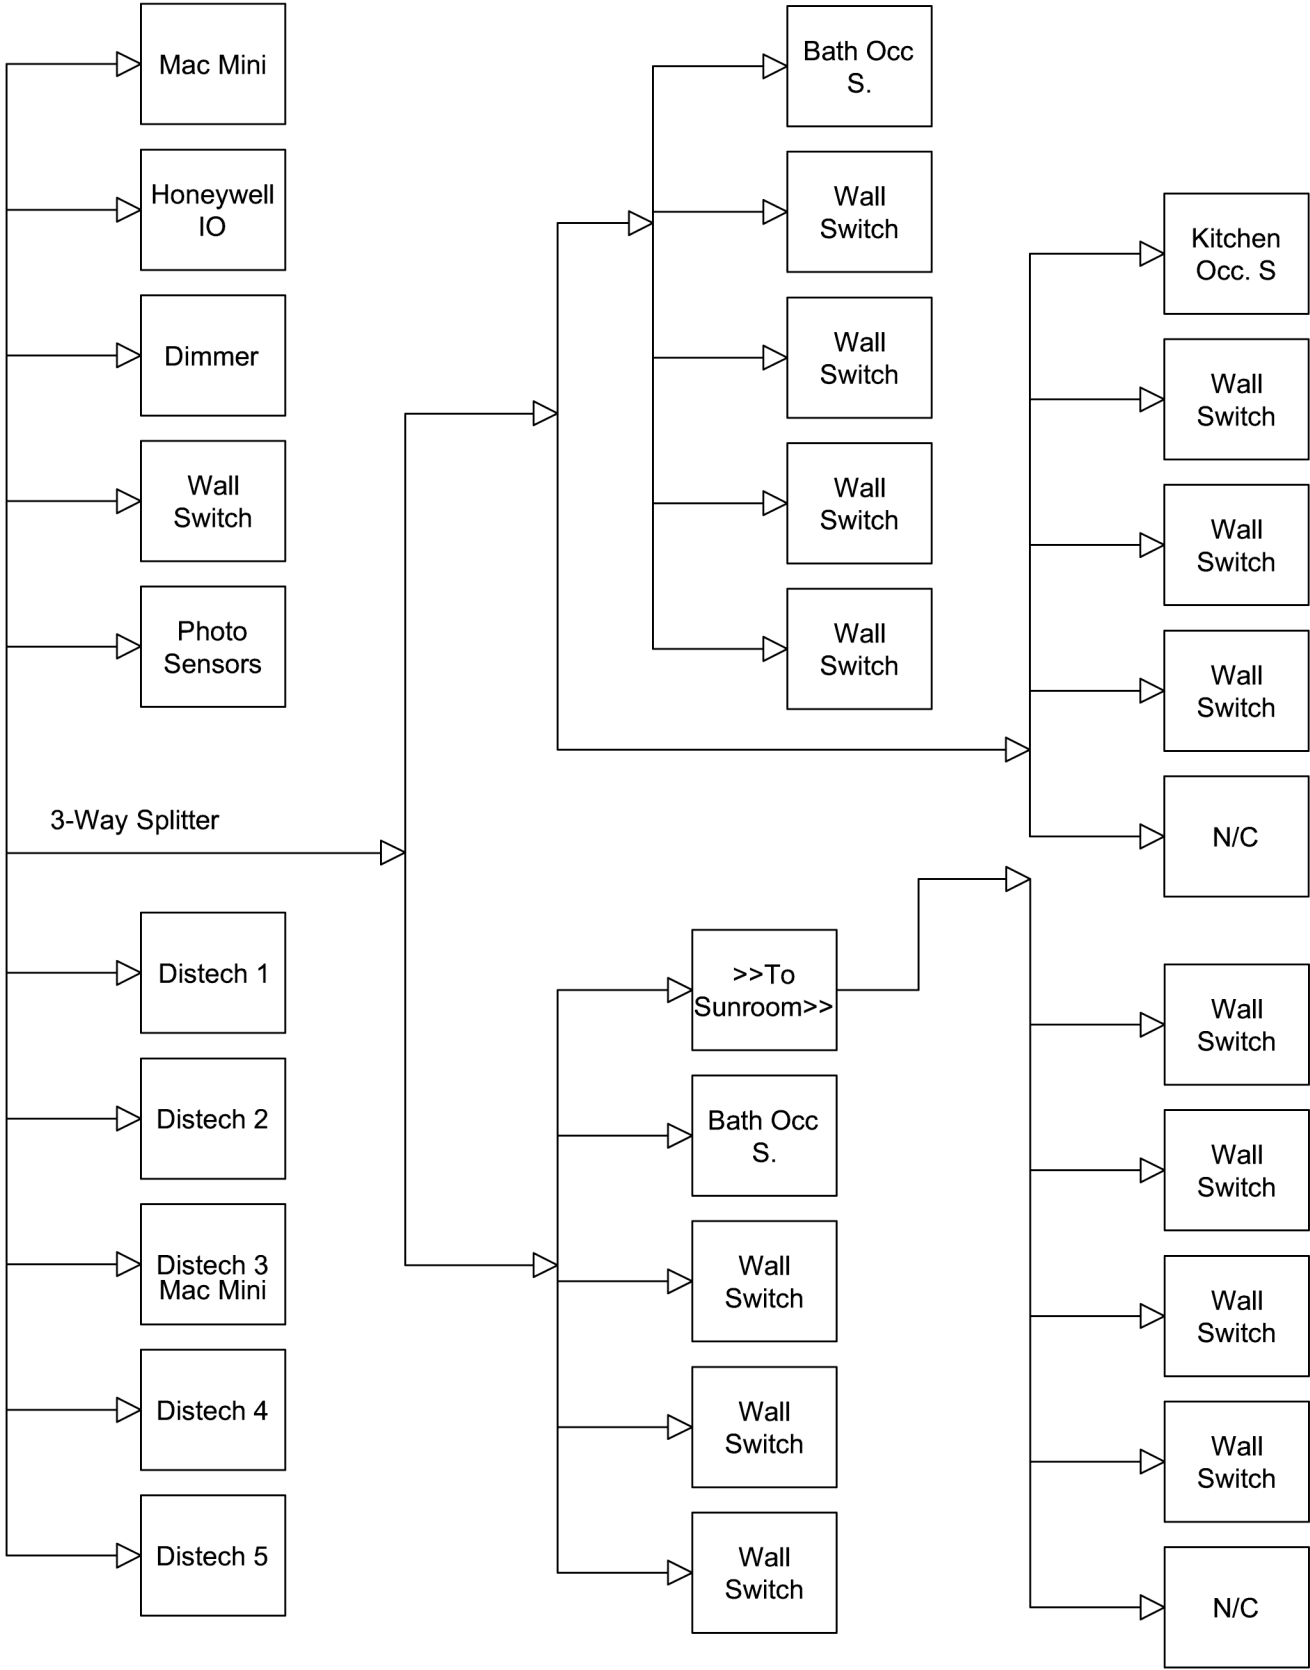 Mac Mini
Honeywell
IO
Dimmer
Wall
Switch
Photo
Sensors
3-Way Splitter
Distech 1
Distech 2
Distech 3
Mac Mini
Distech 4
Distech 5
Bath Occ
S.
Wall
Switch
Wall
Switch
Wall
Switch
Wall
Switch
>>To
Sunroom>>
Bath Occ
S.
Wall
Switch
Wall
Switch
Wall
Switch
Kitchen
Occ. S
Wall
Switch
Wall
Switch
Wall
Switch
N/C
Wall
Switch
Wall
Switch
Wall
Switch
Wall
Switch
N/C